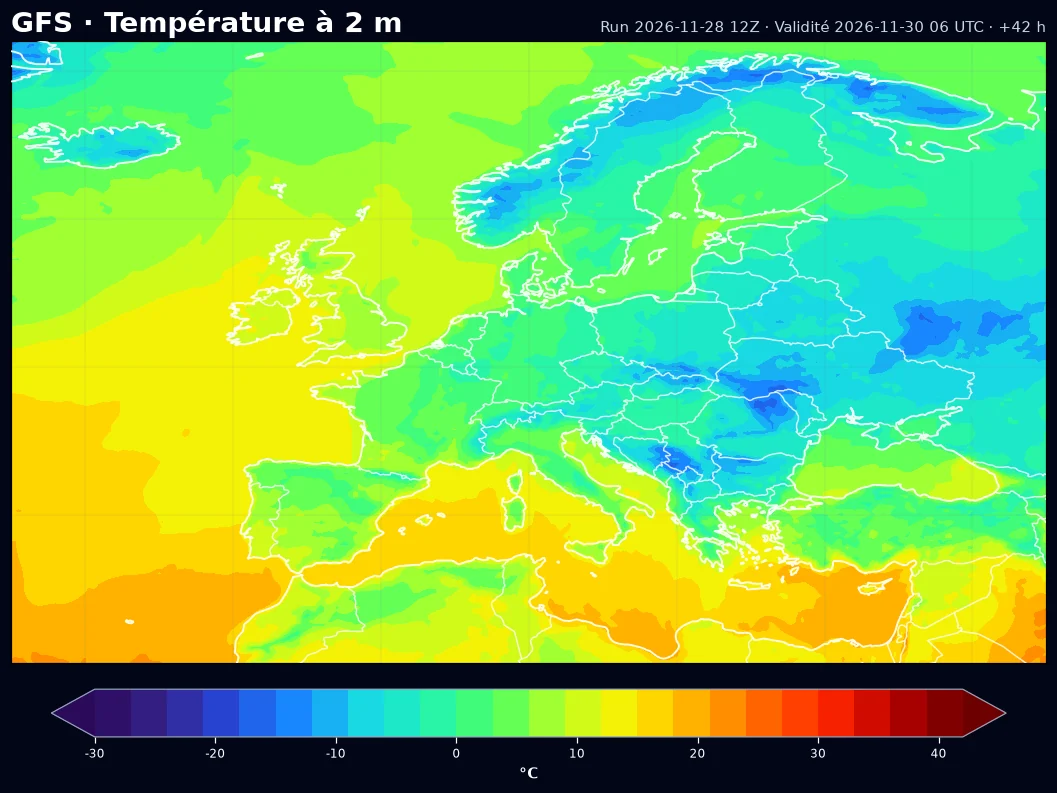 GFS · Température à 2 m
Run 2026-11-28 12Z · Validité 2026-11-30 06 UTC · +42 h
-30 -20 -10 0 10 20 30 40
°C